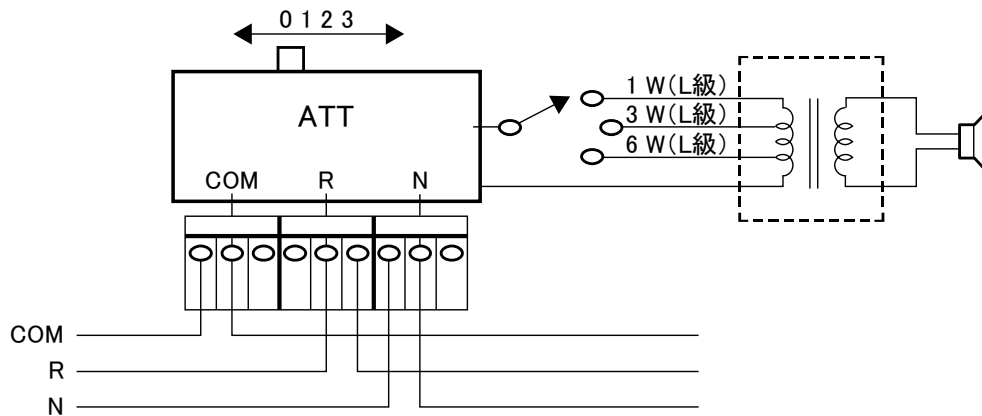 0 1 2 3
ATT
1 W(L級)
3 W(L級)
6 W(L級)
COM R N
COM
R
N